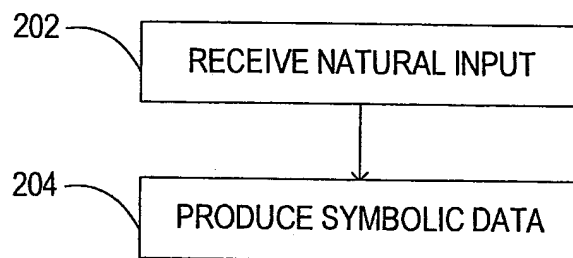 202
RECEIVE NATURAL INPUT
204
PRODUCE SYMBOLIC DATA